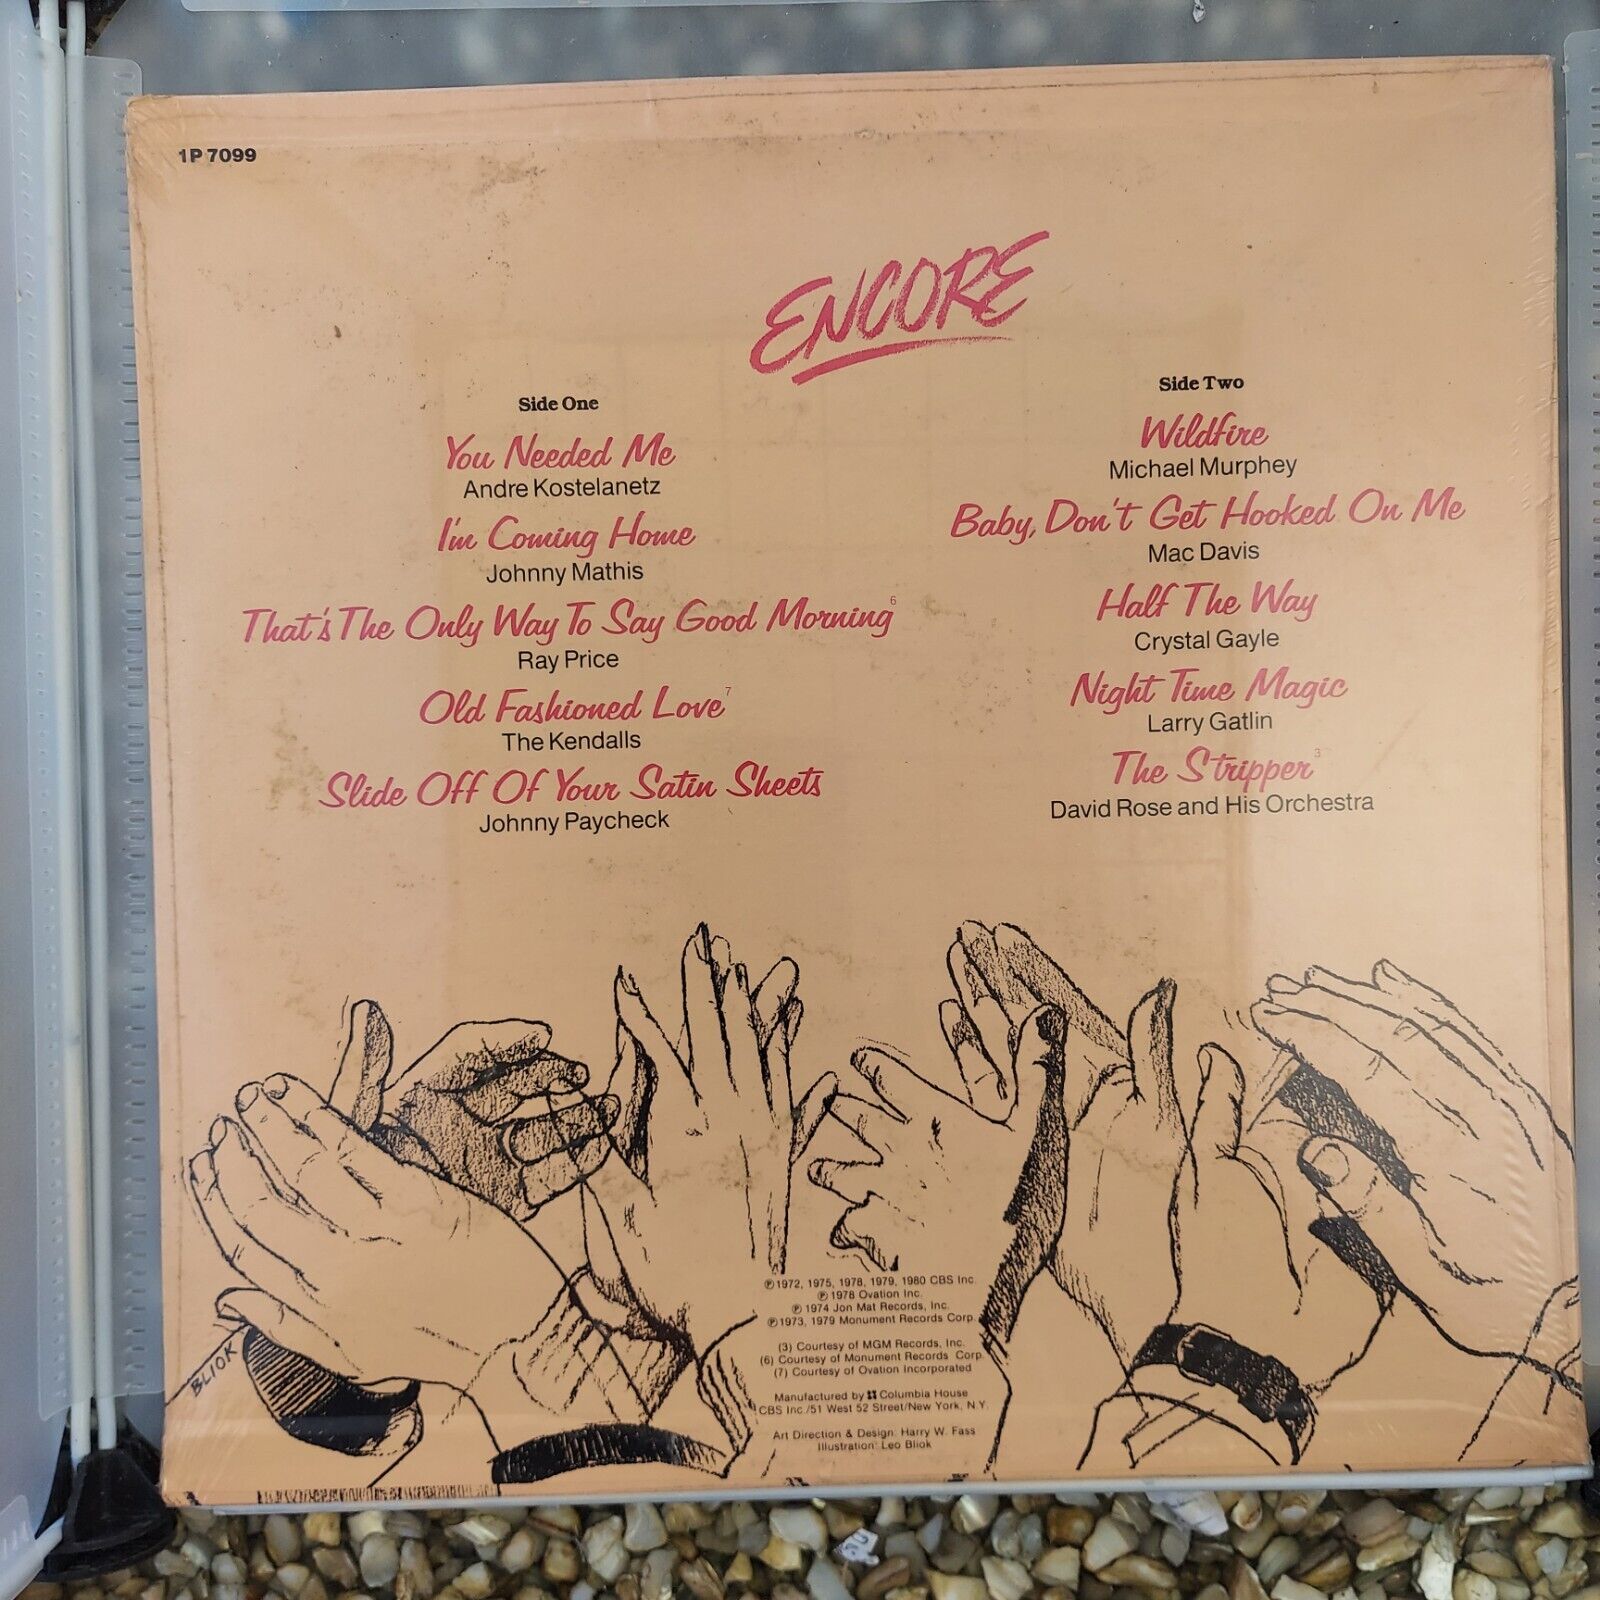 1P 7099
ENCORE
Side One
You Needed Me
Andre Kostelanetz
I'm Coming Home
Johnny Mathis
That's The Only Way To Say Good Morning6
Ray Price
Old Fashioned Love7
The Kendalls
Slide Off Of Your Satin Sheets
Johnny Paycheck
Side Two
Wildfire
Michael Murphey
Baby, Don't Get Hooked On Me
Mac Davis
Half The Way
Crystal Gayle
Night Time Magic
Larry Gatlin
The Stripper3
David Rose and His Orchestra
℗ 1972, 1975, 1978, 1979, 1980 CBS Inc.
℗ 1978 Ovation Inc.
℗ 1974 Jon Mat Records, Inc.
℗ 1973, 1979 Monument Records Corp.
(3) Courtesy of MGM Records, Inc.
(6) Courtesy of Monument Records Corp.
(7) Courtesy of Ovation Incorporated
Manufactured by Columbia House
CBS Inc./51 West 52 Street/New York, N.Y.
Art Direction & Design: Harry W. Fass
Illustration: Leo Bliok
BLIOK